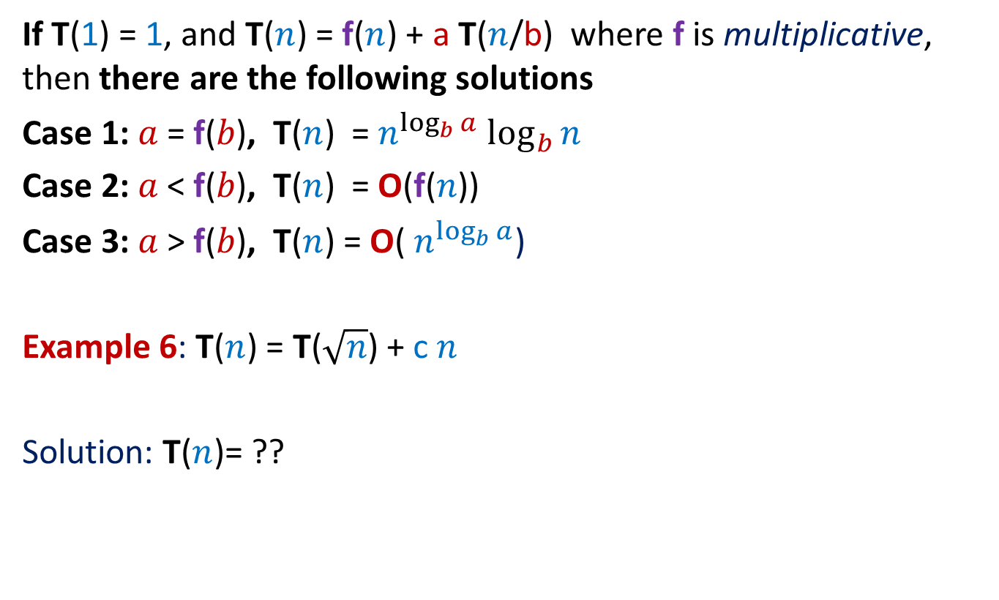 If T(1) = 1, and T(n) = f(n) + a T(n/b) where f is multiplicative,
then there are the following solutions
Case 1: a = f(b), T(n) = n^{log_b a} log_b n
Case 2: a < f(b), T(n) = O(f(n))
Case 3: a > f(b), T(n) = O( n^{log_b a})
Example 6: T(n) = T(√n) + c n
Solution: T(n)= ??